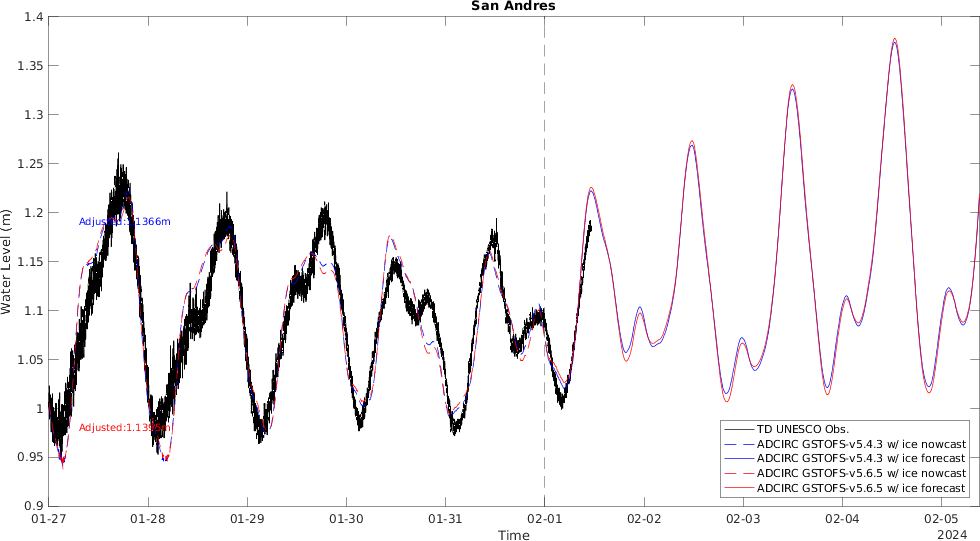 San Andres
1.4
1.35
1.3
1.25
1.2
1.15
1.1
1.05
1
0.95
0.9
Water Level (m)
Adjusted:1.1366m
01-27
01-28
01-29
01-30
01-31
02-01
02-02
02-03
02-04
02-05
2024
Time
TD UNESCO Obs.
ADCIRC GSTOFS-v5.4.3 w/ ice nowcast
ADCIRC GSTOFS-v5.4.3 w/ ice forecast
ADCIRC GSTOFS-v5.6.5 w/ ice nowcast
ADCIRC GSTOFS-v5.6.5 w/ ice forecast